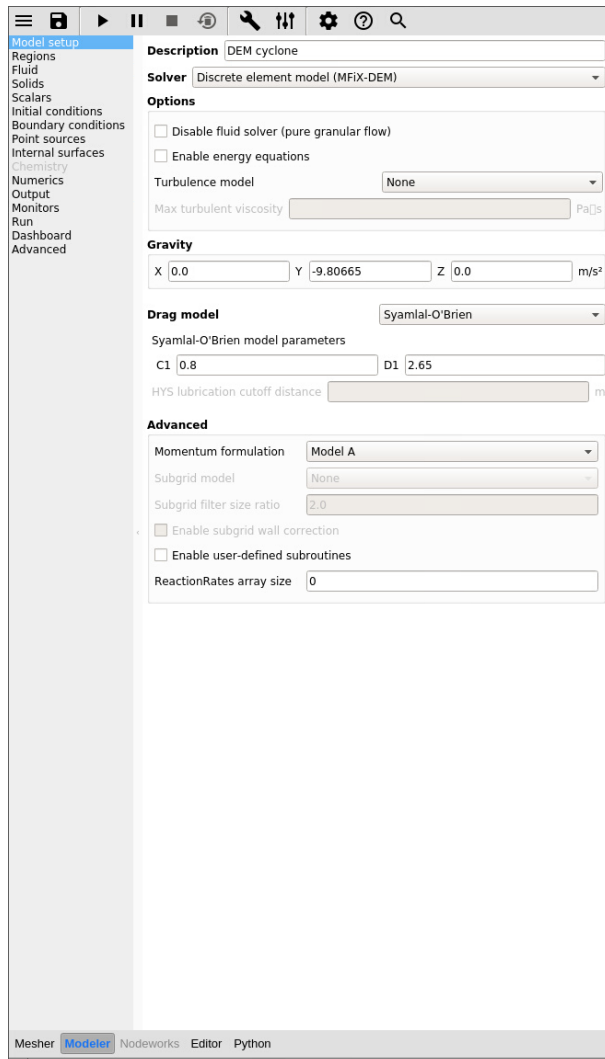 Model setup
Regions
Fluid
Solids
Scalars
Initial conditions
Boundary conditions
Point sources
Internal surfaces
Chemistry
Numerics
Output
Monitors
Run
Dashboard
Advanced
Description DEM cyclone
Solver Discrete element model (MFiX-DEM)
Options
Disable fluid solver (pure granular flow)
Enable energy equations
Turbulence model None
Max turbulent viscosity Pa▯s
Gravity
X 0.0 Y -9.80665 Z 0.0 m/s²
Drag model Syamlal-O'Brien
Syamlal-O'Brien model parameters
C1 0.8 D1 2.65
HYS lubrication cutoff distance m
Advanced
Momentum formulation Model A
Subgrid model None
Subgrid filter size ratio 2.0
Enable subgrid wall correction
Enable user-defined subroutines
ReactionRates array size 0
Mesher Modeler Nodeworks Editor Python